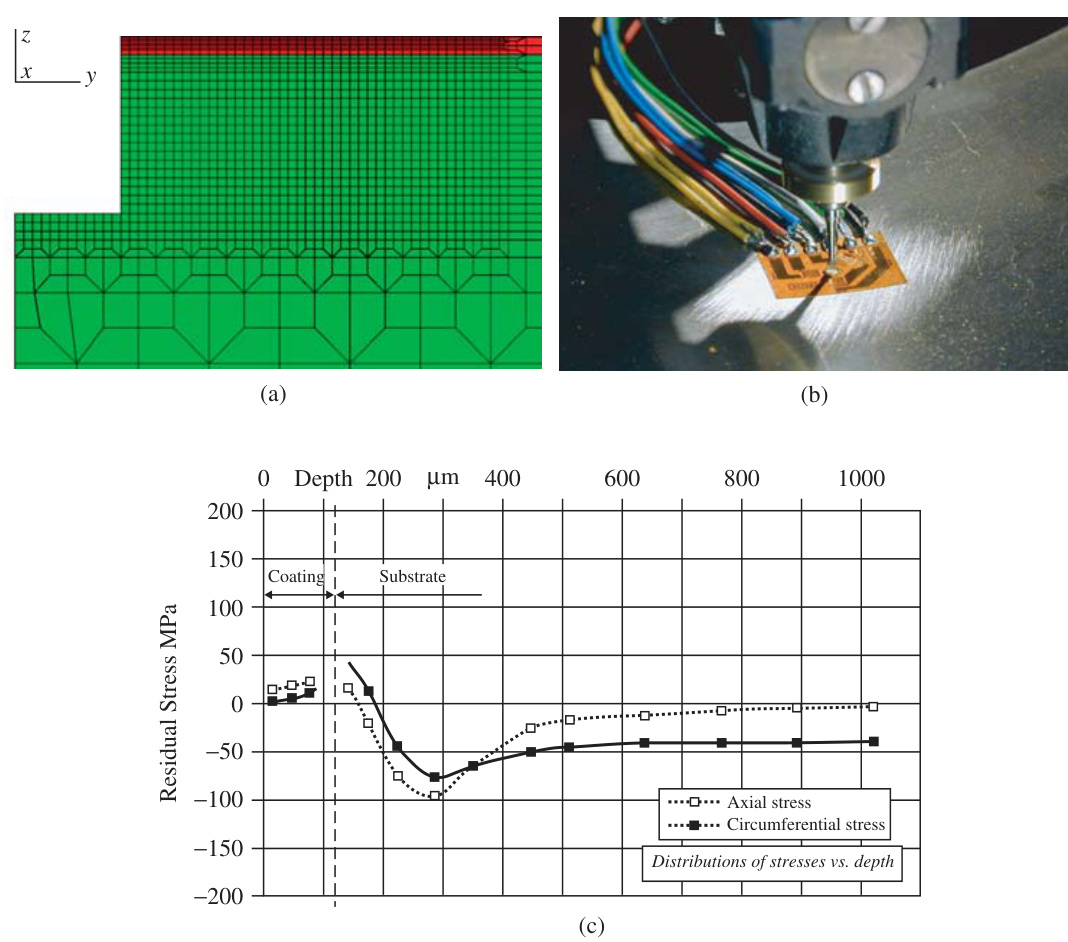 z
x
y
(a)
(b)
0 Depth 200 μm 400 600 800 1000
200
150
100
50
0
−50
−100
−150
−200
Residual Stress MPa
Coating
Substrate
Axial stress
Circumferential stress
Distributions of stresses vs. depth
(c)